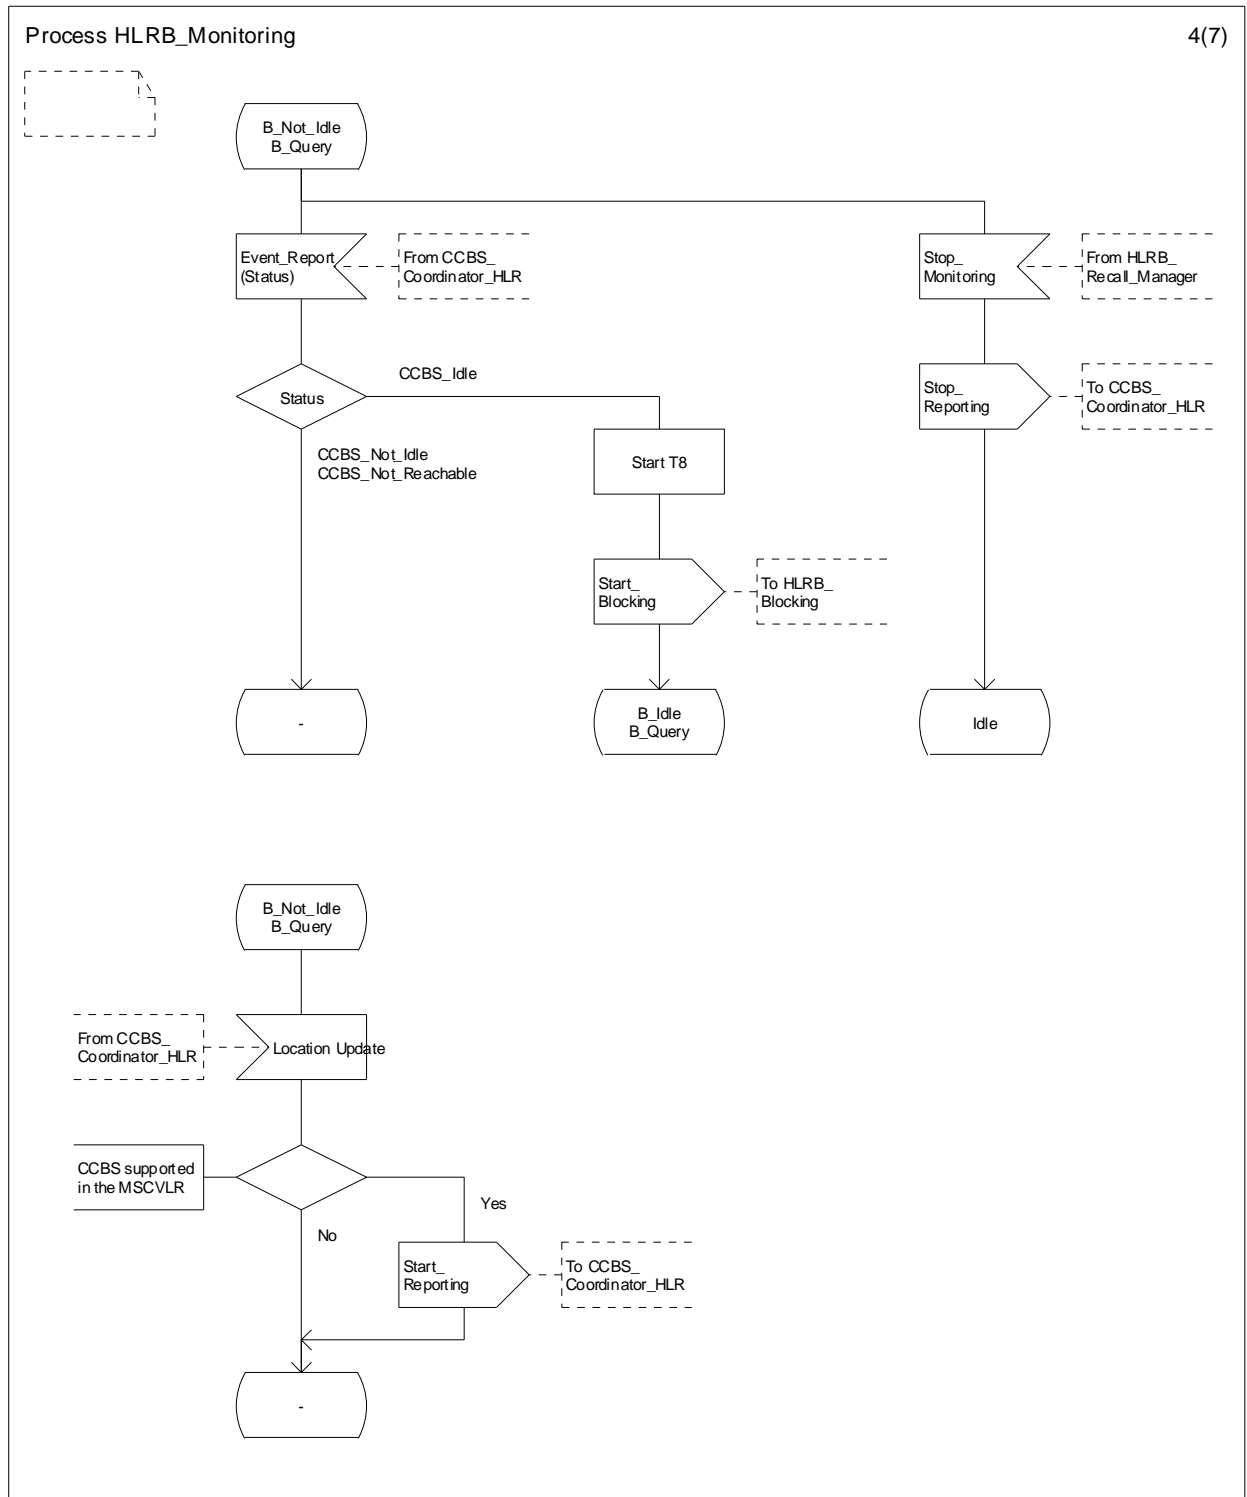 Process HLRB_Monitoring
4(7)
B_Not_Idle
B_Query
Event_Report
(Status)
From CCBS_
Coordinator_HLR
Stop_
Monitoring
From HLRB_
Recall_Manager
Status
CCBS_Idle
Stop_
Reporting
To CCBS_
Coordinator_HLR
CCBS_Not_Idle
CCBS_Not_Reachable
Start T8
Start_
Blocking
To HLRB_
Blocking
-
B_Idle
B_Query
Idle
B_Not_Idle
B_Query
From CCBS_
Coordinator_HLR
Location Update
CCBS supported
in the MSCVLR
Yes
No
Start_
Reporting
To CCBS_
Coordinator_HLR
-